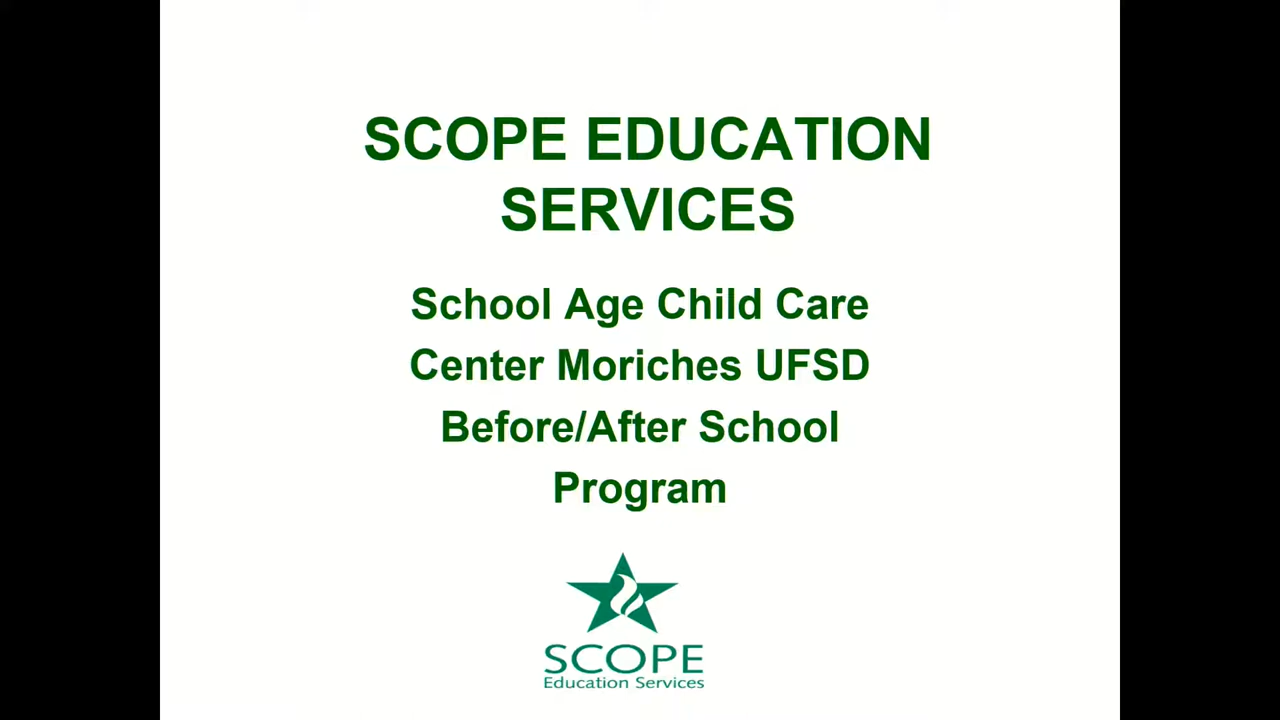 SCOPE EDUCATION
SERVICES
School Age Child Care
Center Moriches UFSD
Before/After School
Program
SCOPE
Education Services